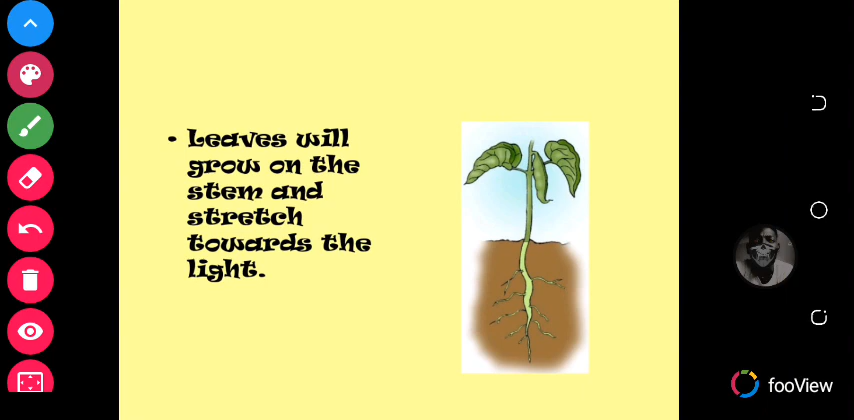 • Leaves will
grow on the
stem and
stretch
towards the
light.
fooView